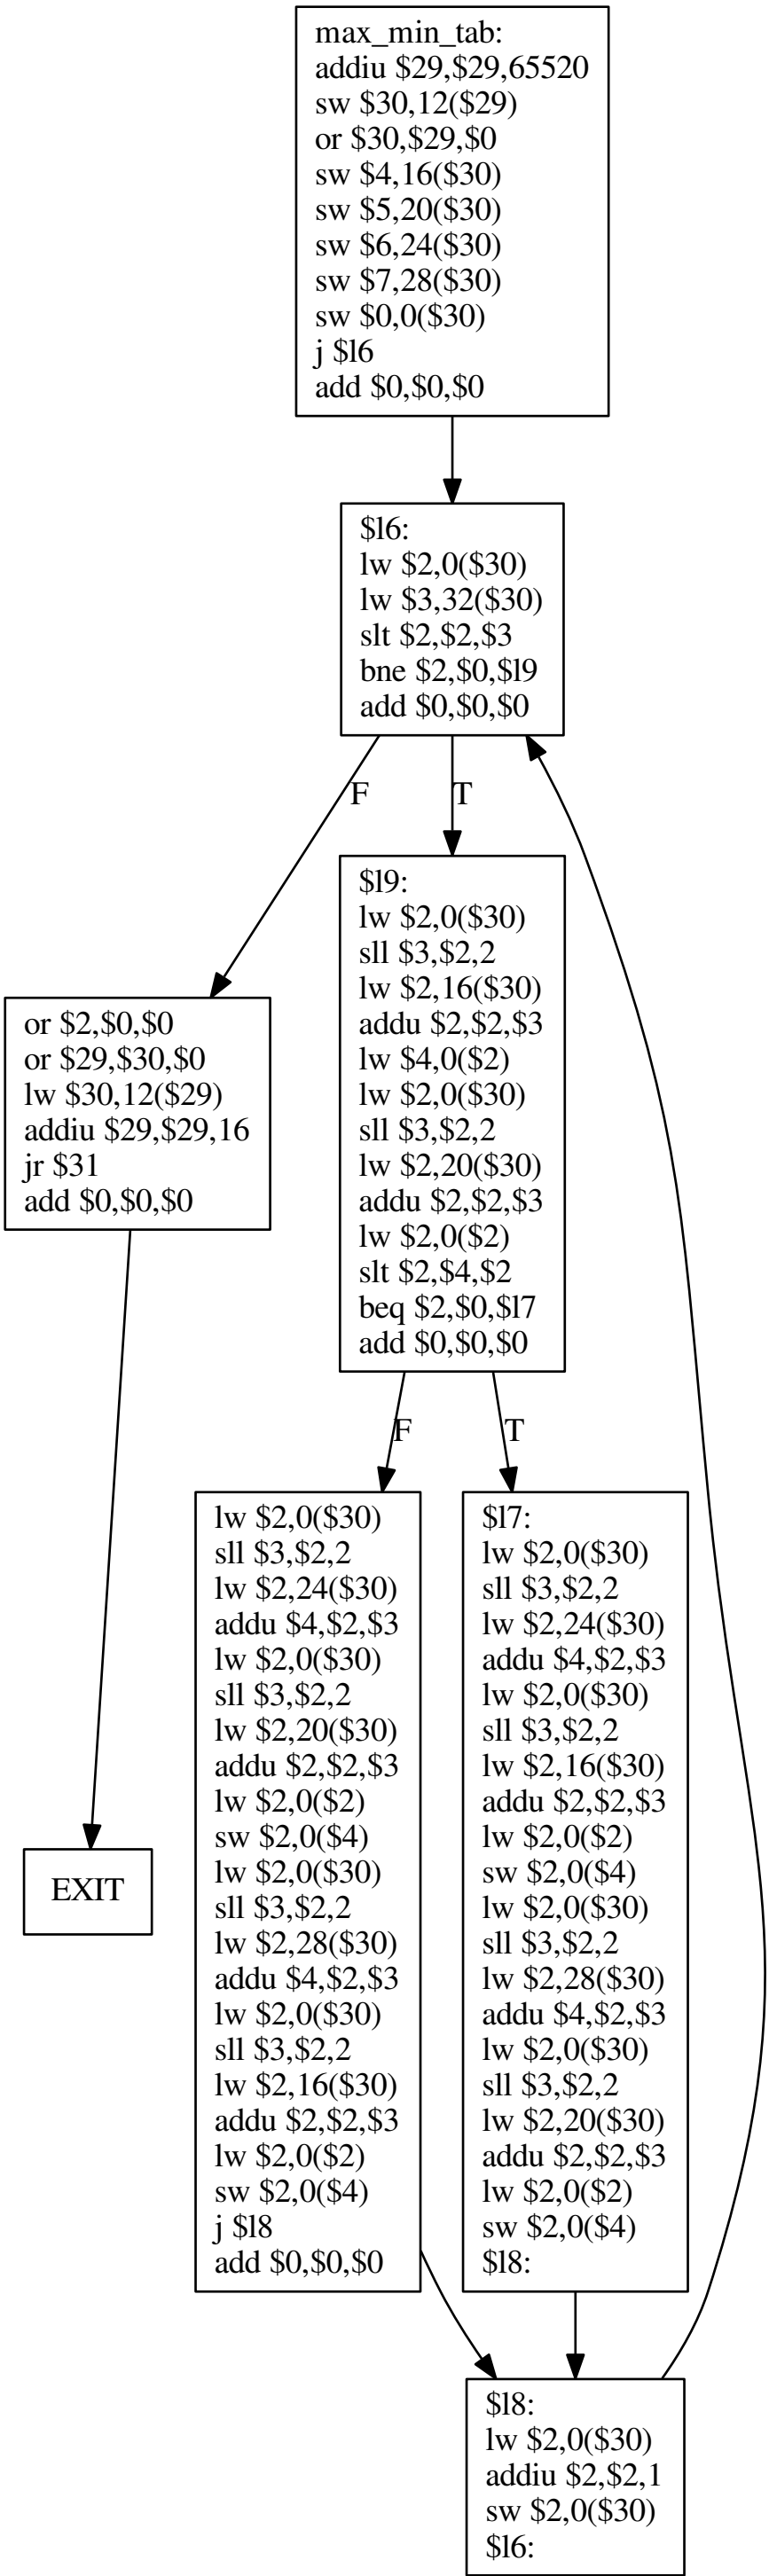 max_min_tab:
addiu $29,$29,65520
sw $30,12($29)
or $30,$29,$0
sw $4,16($30)
sw $5,20($30)
sw $6,24($30)
sw $7,28($30)
sw $0,0($30)
j $l6
add $0,$0,$0
$l6:
lw $2,0($30)
lw $3,32($30)
slt $2,$2,$3
bne $2,$0,$l9
add $0,$0,$0
F
T
$l9:
lw $2,0($30)
sll $3,$2,2
lw $2,16($30)
addu $2,$2,$3
lw $4,0($2)
lw $2,0($30)
sll $3,$2,2
lw $2,20($30)
addu $2,$2,$3
lw $2,0($2)
slt $2,$4,$2
beq $2,$0,$l7
add $0,$0,$0
or $2,$0,$0
or $29,$30,$0
lw $30,12($29)
addiu $29,$29,16
jr $31
add $0,$0,$0
F
T
lw $2,0($30)
sll $3,$2,2
lw $2,24($30)
addu $4,$2,$3
lw $2,0($30)
sll $3,$2,2
lw $2,20($30)
addu $2,$2,$3
lw $2,0($2)
sw $2,0($4)
lw $2,0($30)
sll $3,$2,2
lw $2,28($30)
addu $4,$2,$3
lw $2,0($30)
sll $3,$2,2
lw $2,16($30)
addu $2,$2,$3
lw $2,0($2)
sw $2,0($4)
j $l8
add $0,$0,$0
$l7:
lw $2,0($30)
sll $3,$2,2
lw $2,24($30)
addu $4,$2,$3
lw $2,0($30)
sll $3,$2,2
lw $2,16($30)
addu $2,$2,$3
lw $2,0($2)
sw $2,0($4)
lw $2,0($30)
sll $3,$2,2
lw $2,28($30)
addu $4,$2,$3
lw $2,0($30)
sll $3,$2,2
lw $2,20($30)
addu $2,$2,$3
lw $2,0($2)
sw $2,0($4)
$l8:
EXIT
$l8:
lw $2,0($30)
addiu $2,$2,1
sw $2,0($30)
$l6: